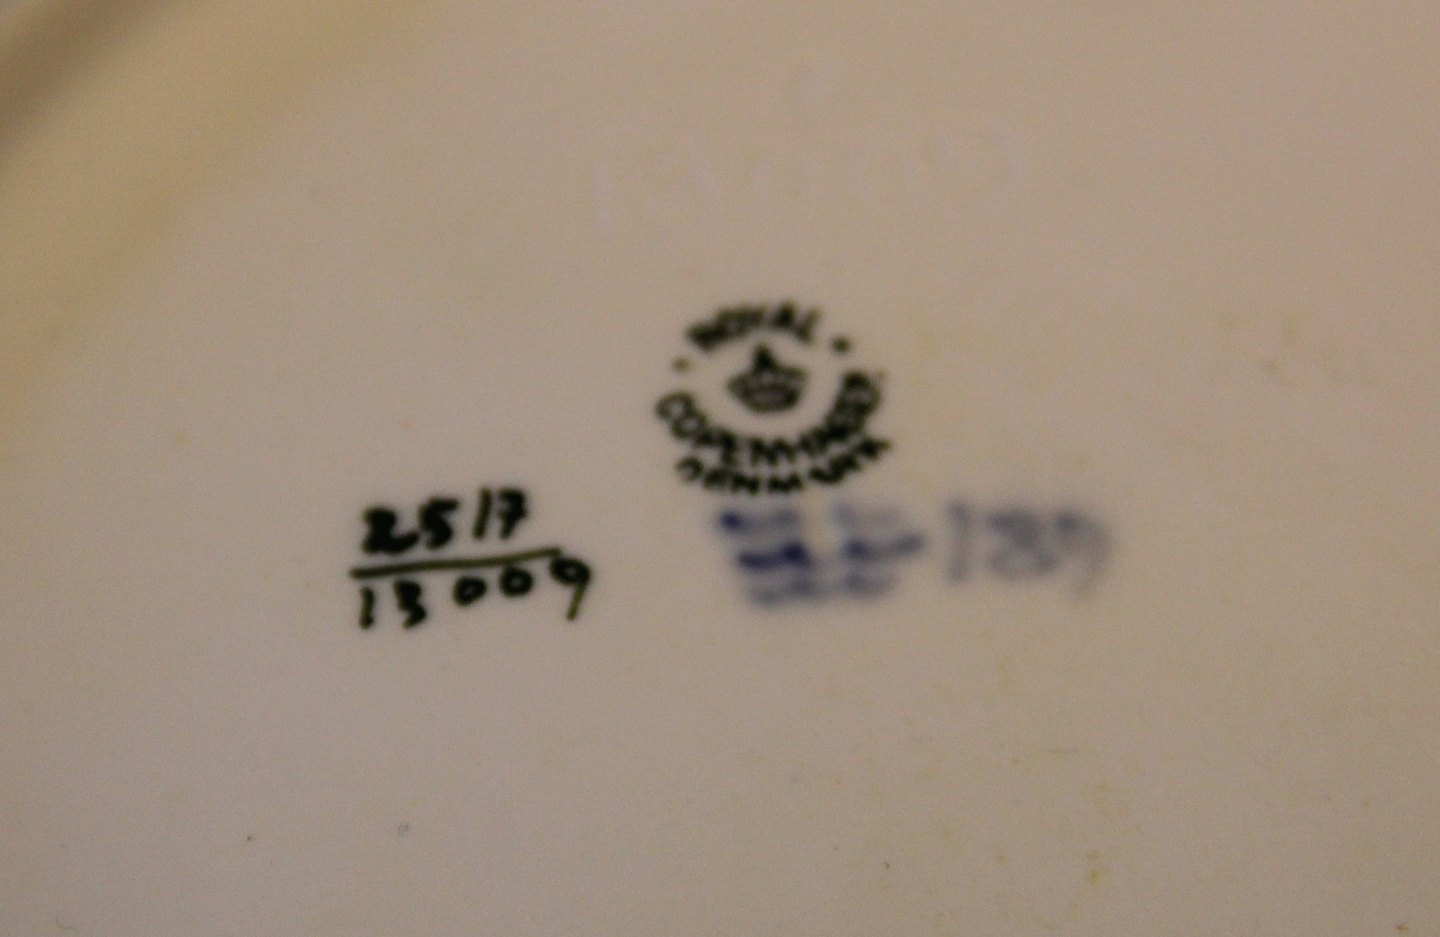 ROYAL
COPENHAGEN
DENMARK
2517
13009